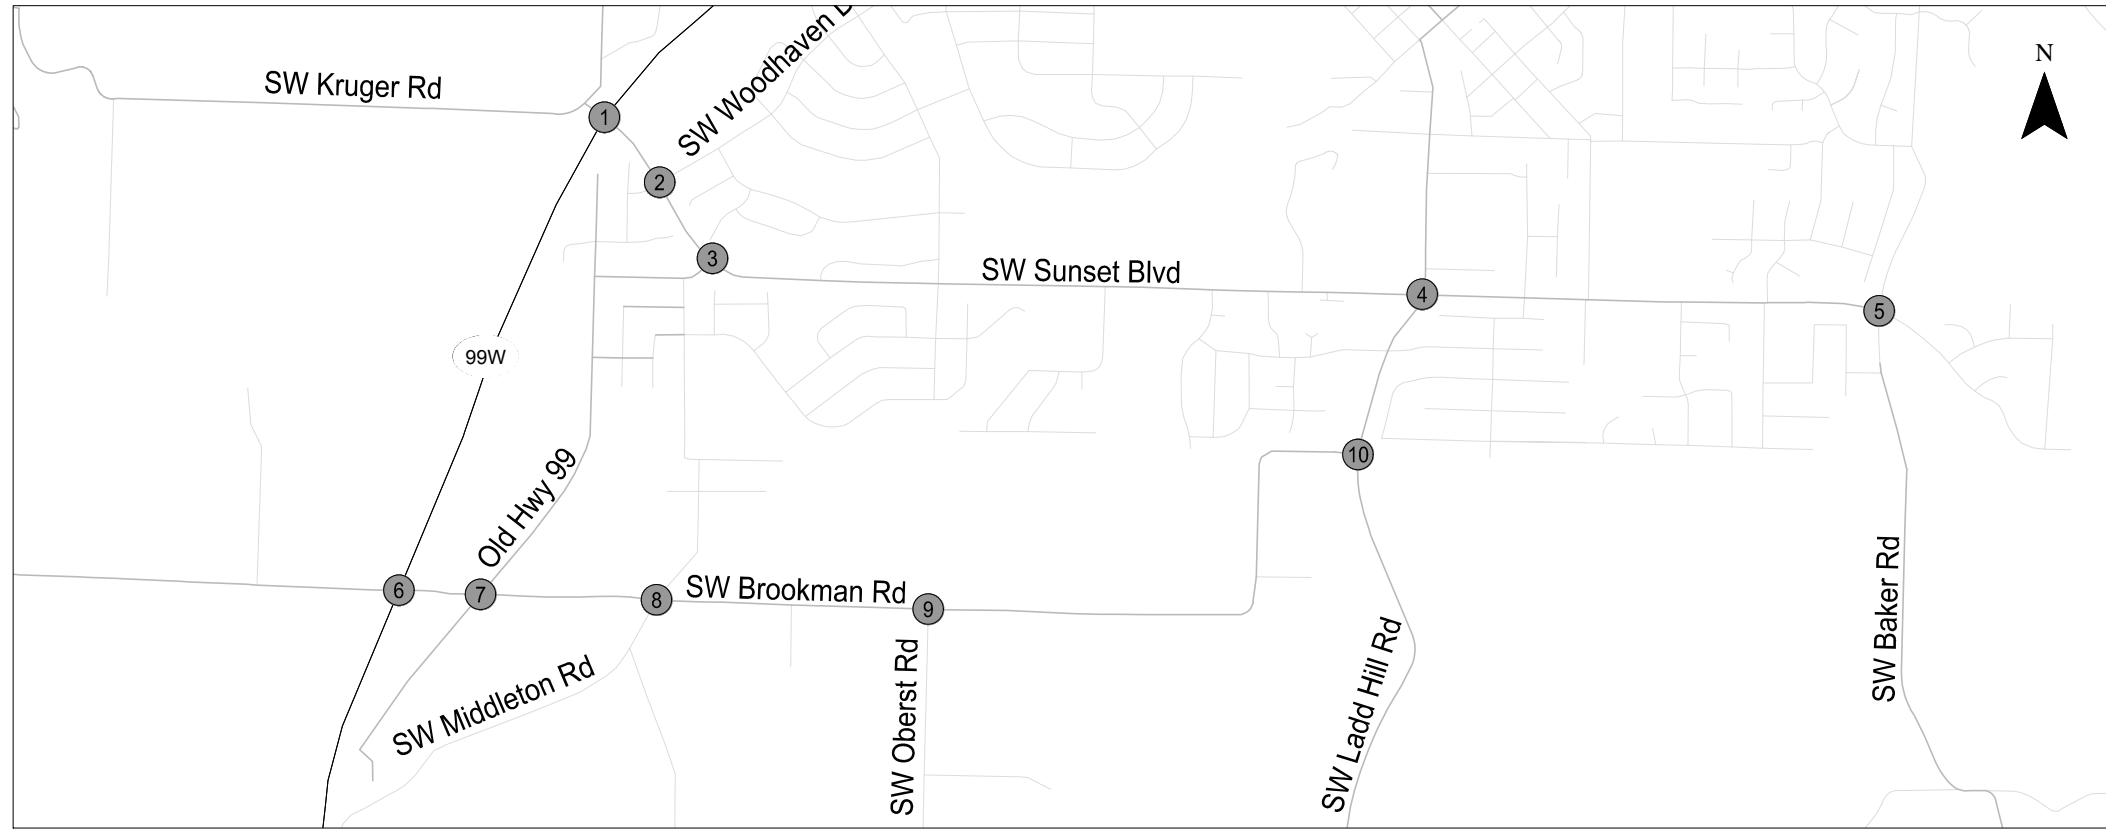 SW Woodhaven D
SW Kruger Rd
N
1
2
3
SW Sunset Blvd
4
5
99W
10
Old Hwy 99
6
7
8
SW Brookman Rd
9
SW Baker Rd
SW Middleton Rd
SW Oberst Rd
SW Ladd Hill Rd